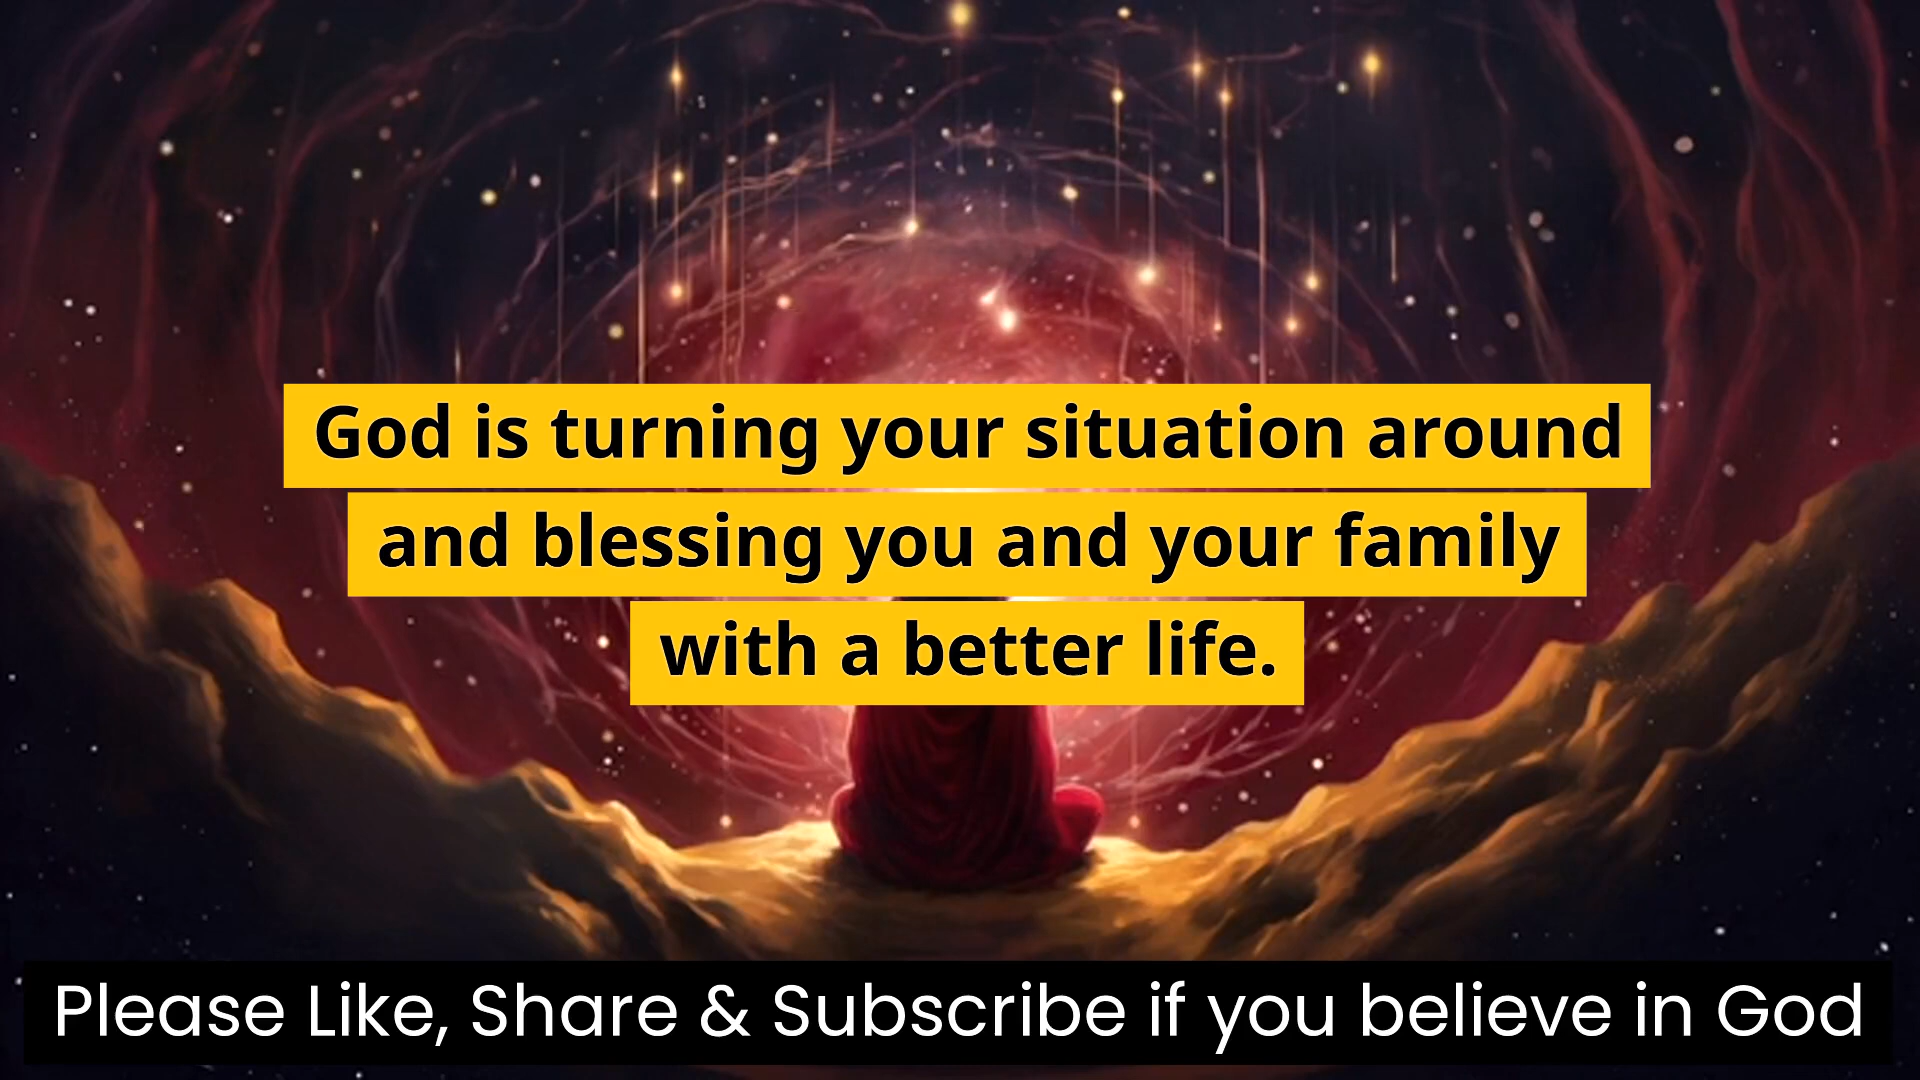 God is turning your situation around
and blessing you and your family
with a better life.
Please Like, Share & Subscribe if you believe in God